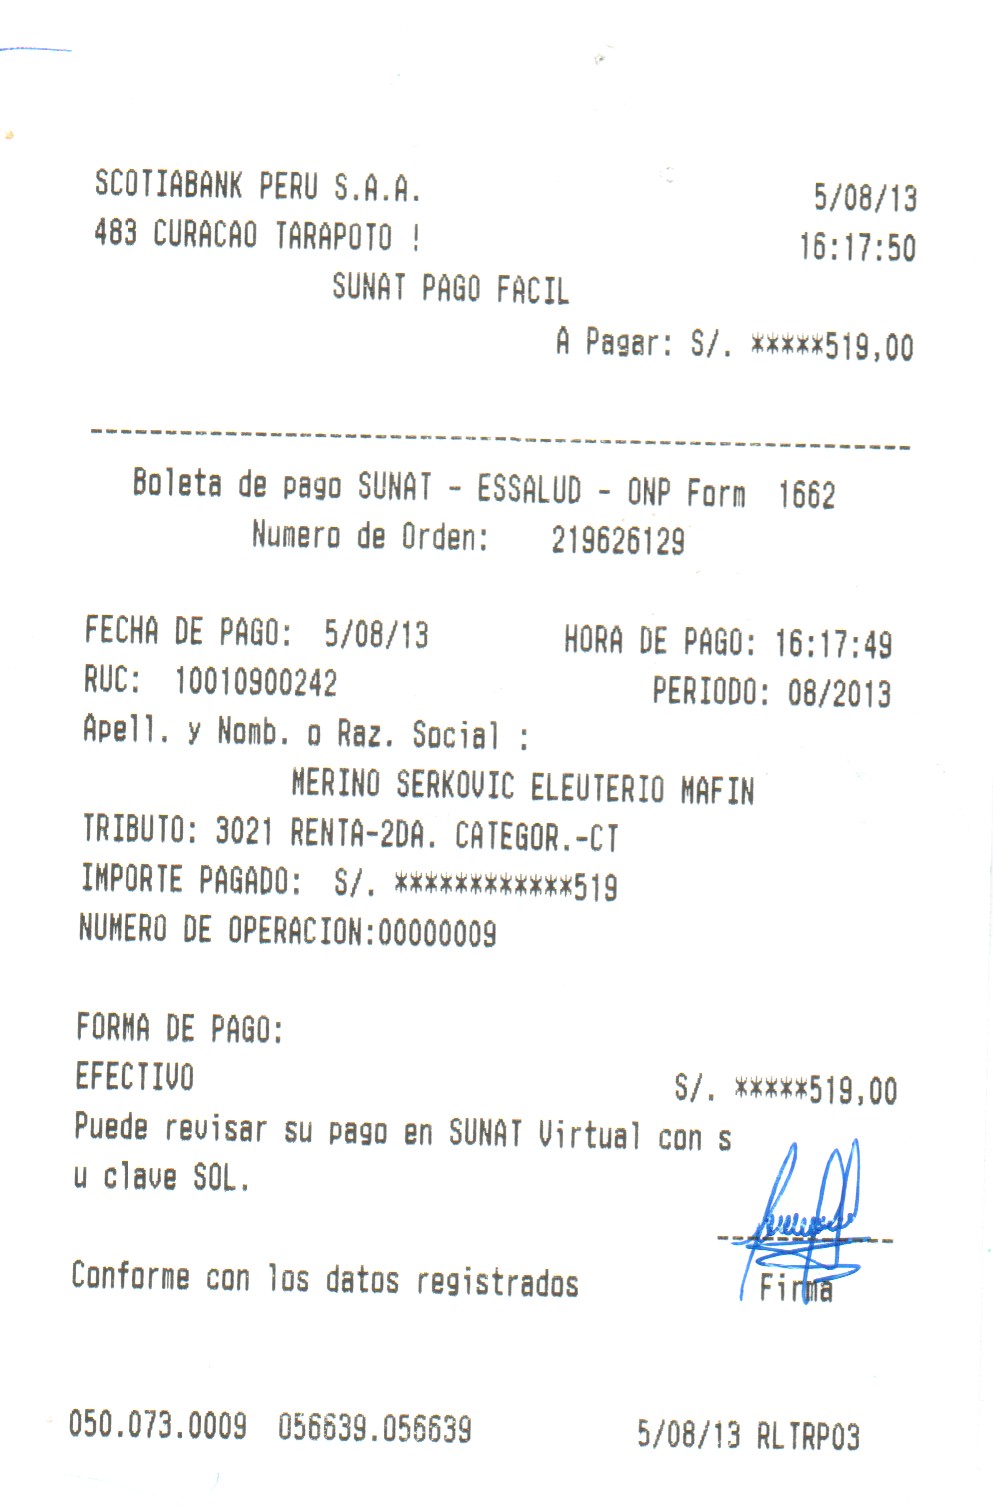 SCOTIABANK PERU S.A.A. 5/08/13
483 CURACAO TARAPOTO ! 16:17:50
SUNAT PAGO FACIL
A Pagar: S/. *****519,00
Boleta de pago SUNAT - ESSALUD - ONP Form 1662
Numero de Orden: 219626129
FECHA DE PAGO: 5/08/13 HORA DE PAGO: 16:17:49
RUC: 10010900242 PERIODO: 08/2013
Apell. y Nomb. o Raz. Social :
MERINO SERKOVIC ELEUTERIO MAFIN
TRIBUTO: 3021 RENTA-2DA. CATEGOR.-CT
IMPORTE PAGADO: S/. ************519
NUMERO DE OPERACION:00000009
FORMA DE PAGO:
EFECTIVO S/. *****519,00
Puede revisar su pago en SUNAT Virtual con s
u clave SOL.
Conforme con los datos registrados Firma
050.073.0009 056639.056639 5/08/13 RLTRP03